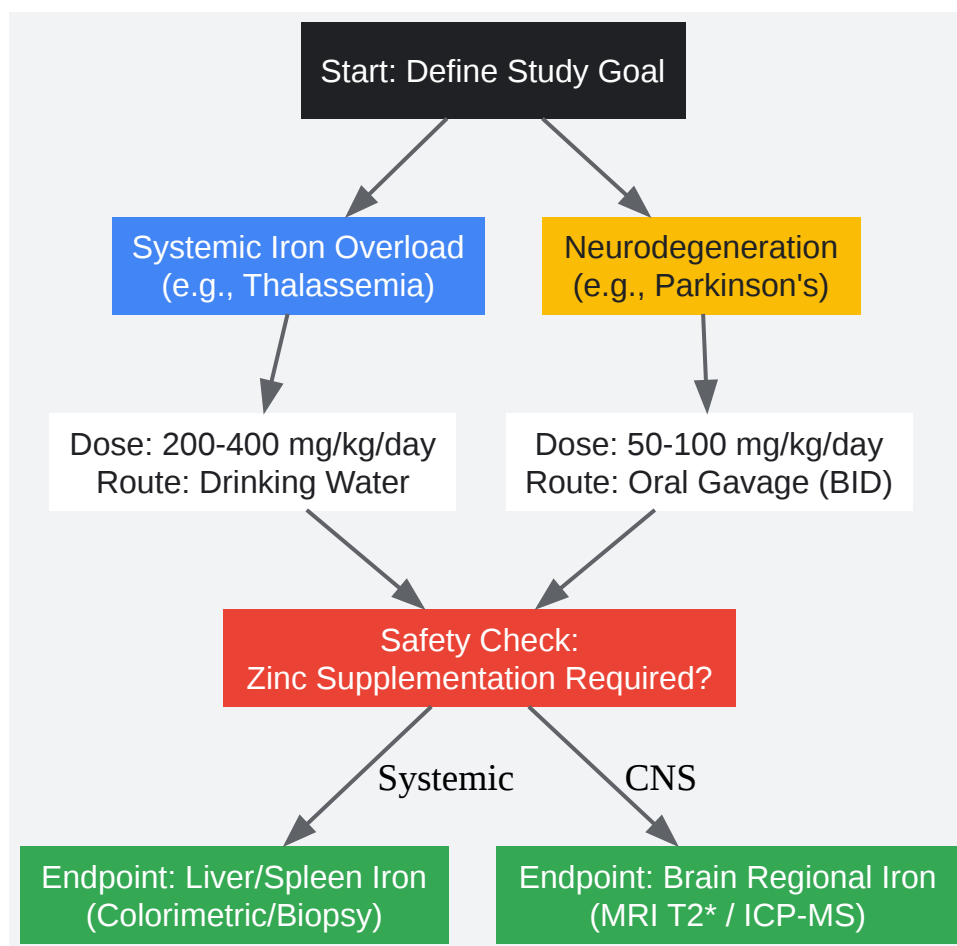 Start: Define Study Goal
Systemic Iron Overload
(e.g., Thalassemia)
Neurodegeneration
(e.g., Parkinson's)
Dose: 200-400 mg/kg/day
Route: Drinking Water
Dose: 50-100 mg/kg/day
Route: Oral Gavage (BID)
Safety Check:
Zinc Supplementation Required?
Systemic
CNS
Endpoint: Liver/Spleen Iron
(Colorimetric/Biopsy)
Endpoint: Brain Regional Iron
(MRI T2* / ICP-MS)